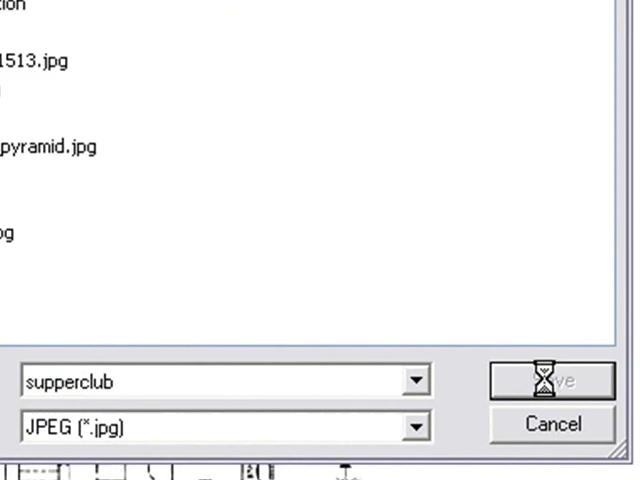 tion
1513.jpg
pyramid.jpg
pg
supperclub
JPEG (*.jpg)
Cancel